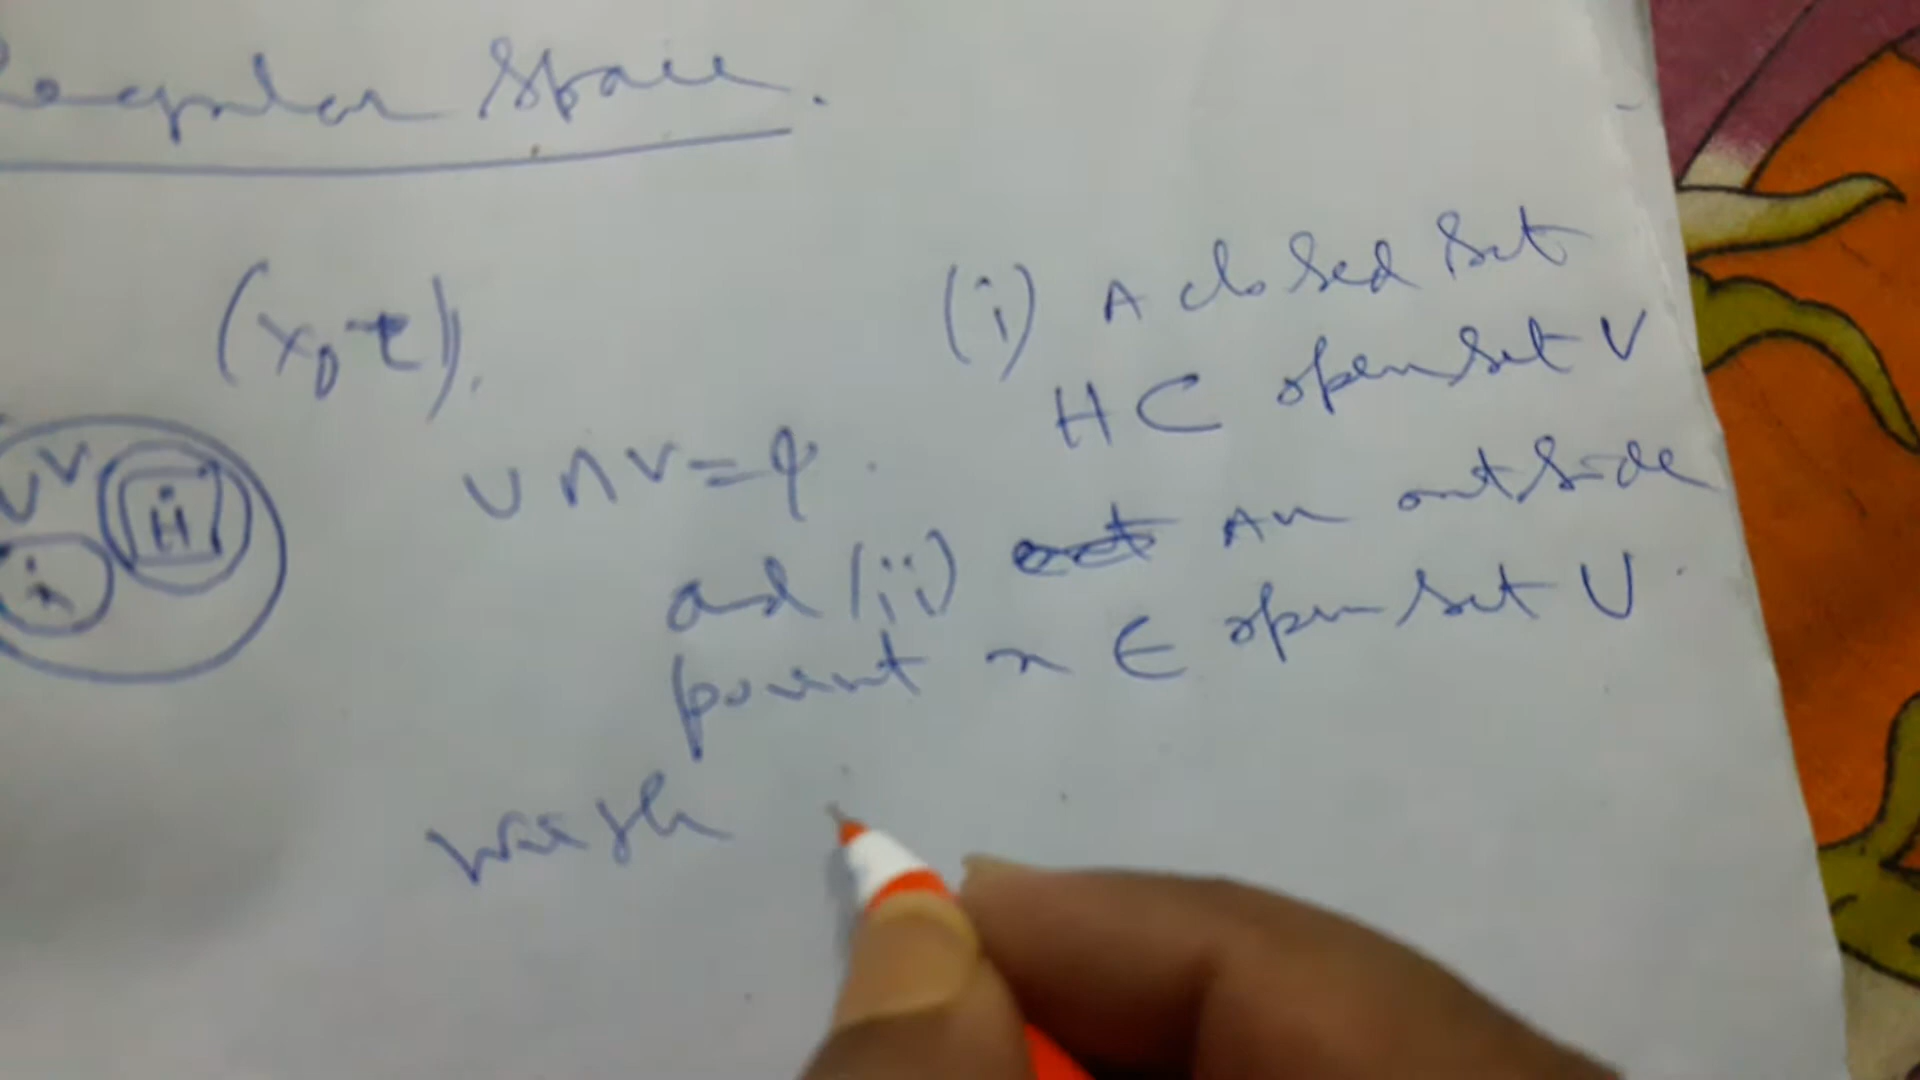 Regular Space.
(X, τ).
(i) A closed set
H ⊂ open set V
U ∩ V = φ.
and (ii) An outside
point x ∈ open set U.
U V H
x